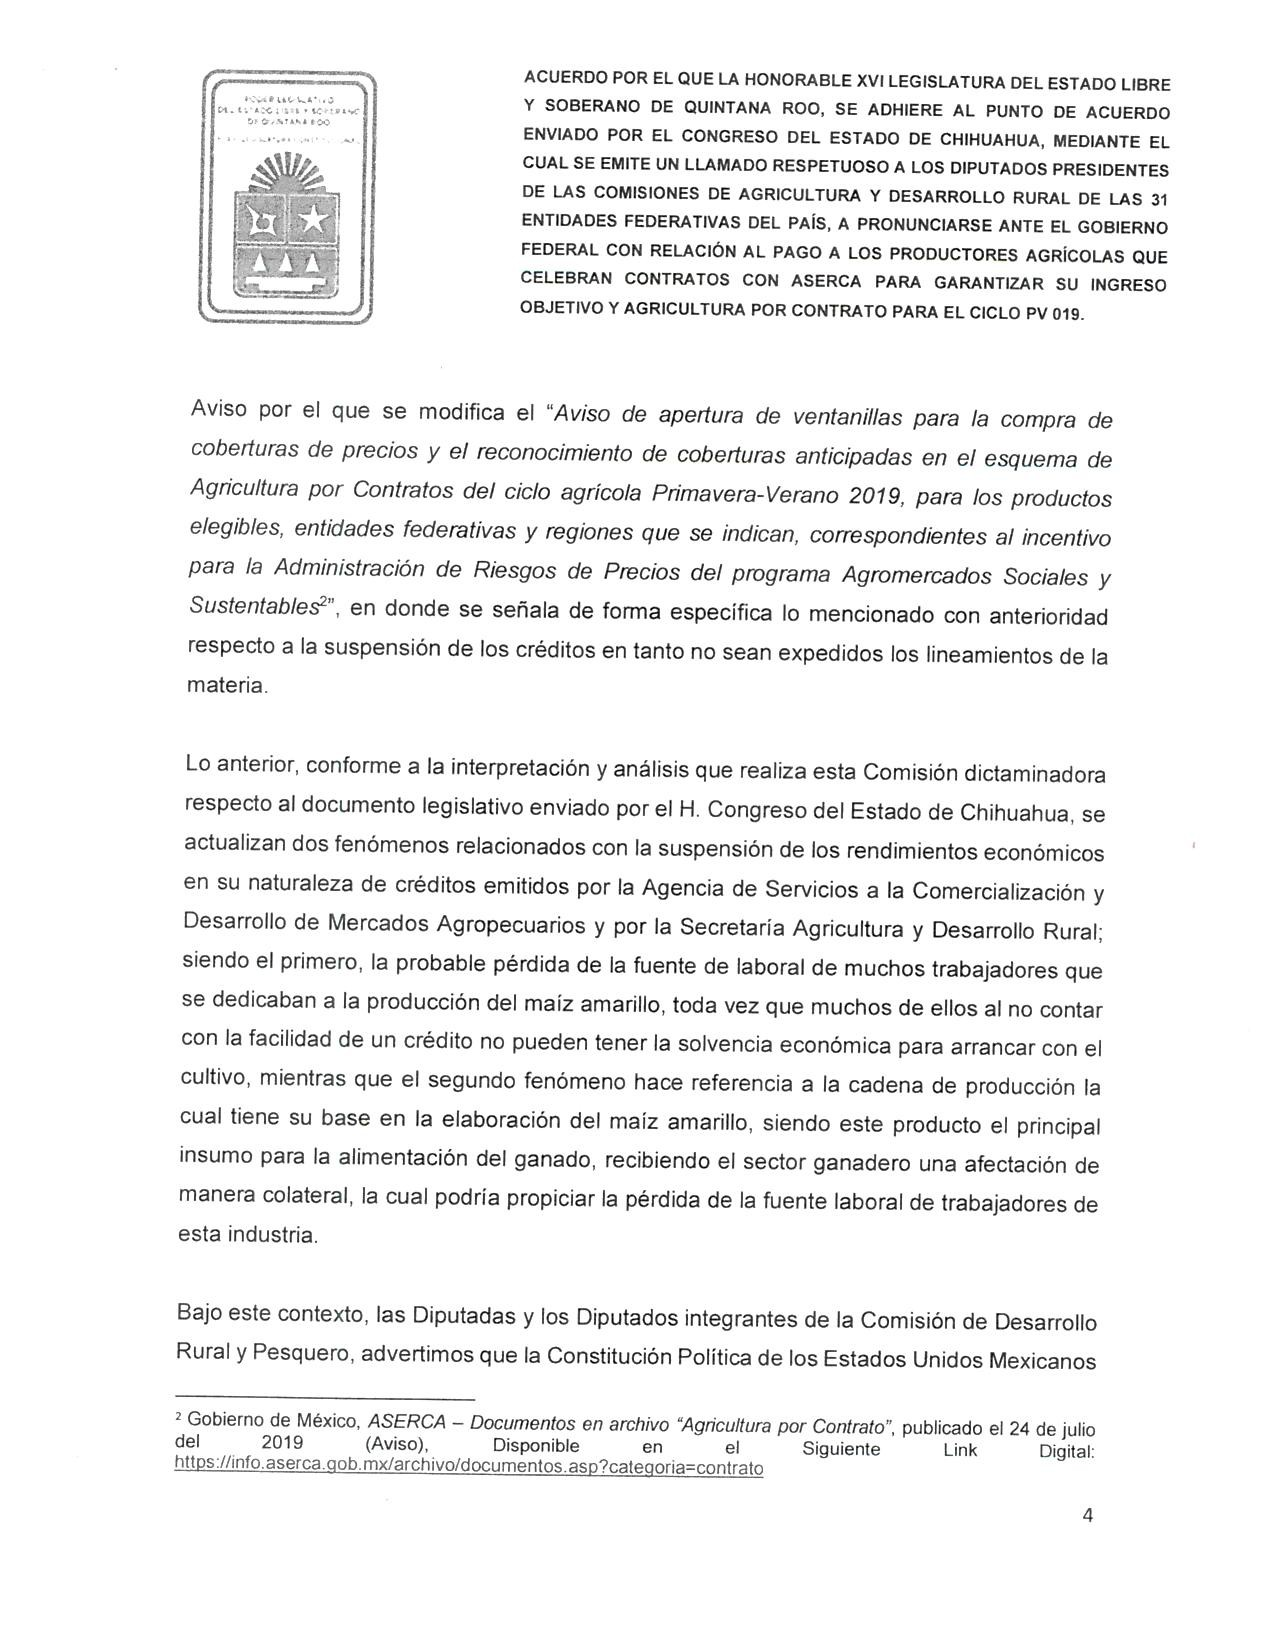 PODER LEGISLATIVO
DEL ESTADO LIBRE Y SOBERANO
DE QUINTANA ROO
ACUERDO POR EL QUE LA HONORABLE XVI LEGISLATURA DEL ESTADO LIBRE
Y SOBERANO DE QUINTANA ROO, SE ADHIERE AL PUNTO DE ACUERDO
ENVIADO POR EL CONGRESO DEL ESTADO DE CHIHUAHUA, MEDIANTE EL
CUAL SE EMITE UN LLAMADO RESPETUOSO A LOS DIPUTADOS PRESIDENTES
DE LAS COMISIONES DE AGRICULTURA Y DESARROLLO RURAL DE LAS 31
ENTIDADES FEDERATIVAS DEL PAÍS, A PRONUNCIARSE ANTE EL GOBIERNO
FEDERAL CON RELACIÓN AL PAGO A LOS PRODUCTORES AGRÍCOLAS QUE
CELEBRAN CONTRATOS CON ASERCA PARA GARANTIZAR SU INGRESO
OBJETIVO Y AGRICULTURA POR CONTRATO PARA EL CICLO PV 019.
Aviso por el que se modifica el “Aviso de apertura de ventanillas para la compra de
coberturas de precios y el reconocimiento de coberturas anticipadas en el esquema de
Agricultura por Contratos del ciclo agrícola Primavera-Verano 2019, para los productos
elegibles, entidades federativas y regiones que se indican, correspondientes al incentivo
para la Administración de Riesgos de Precios del programa Agromercados Sociales y
Sustentables²”, en donde se señala de forma específica lo mencionado con anterioridad
respecto a la suspensión de los créditos en tanto no sean expedidos los lineamientos de la
materia.
Lo anterior, conforme a la interpretación y análisis que realiza esta Comisión dictaminadora
respecto al documento legislativo enviado por el H. Congreso del Estado de Chihuahua, se
actualizan dos fenómenos relacionados con la suspensión de los rendimientos económicos
en su naturaleza de créditos emitidos por la Agencia de Servicios a la Comercialización y
Desarrollo de Mercados Agropecuarios y por la Secretaría Agricultura y Desarrollo Rural;
siendo el primero, la probable pérdida de la fuente de laboral de muchos trabajadores que
se dedicaban a la producción del maíz amarillo, toda vez que muchos de ellos al no contar
con la facilidad de un crédito no pueden tener la solvencia económica para arrancar con el
cultivo, mientras que el segundo fenómeno hace referencia a la cadena de producción la
cual tiene su base en la elaboración del maíz amarillo, siendo este producto el principal
insumo para la alimentación del ganado, recibiendo el sector ganadero una afectación de
manera colateral, la cual podría propiciar la pérdida de la fuente laboral de trabajadores de
esta industria.
Bajo este contexto, las Diputadas y los Diputados integrantes de la Comisión de Desarrollo
Rural y Pesquero, advertimos que la Constitución Política de los Estados Unidos Mexicanos
² Gobierno de México, ASERCA – Documentos en archivo “Agricultura por Contrato”, publicado el 24 de julio
del 2019 (Aviso), Disponible en el Siguiente Link Digital:
https://info.aserca.gob.mx/archivo/documentos.asp?categoria=contrato
4